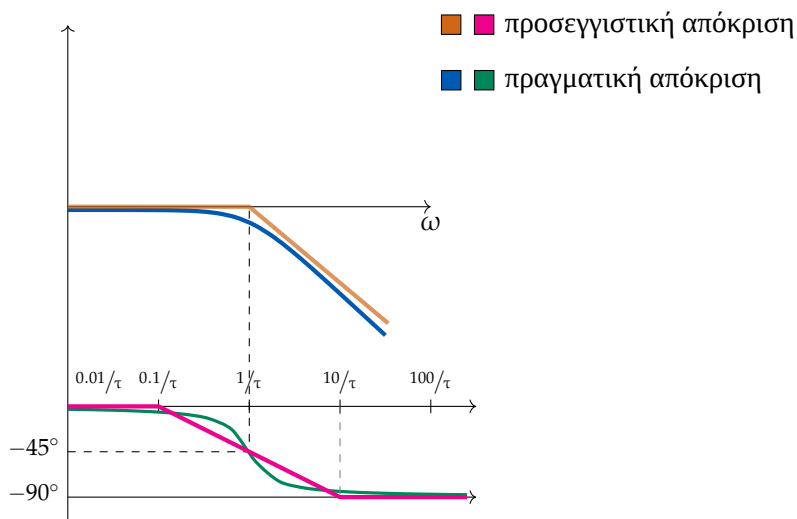 προσεγγιστική απόκριση
πραγματική απόκριση
ω
0.01/τ 0.1/τ 1/τ 10/τ 100/τ
−45°
−90°